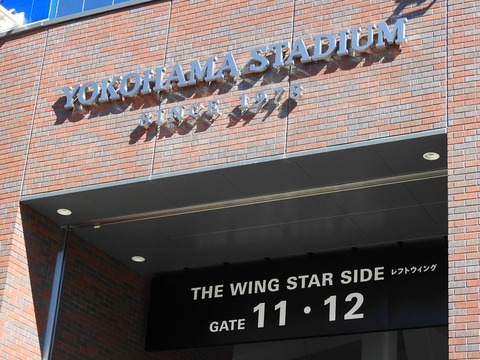 YOKOHAMA STADIUM
SINCE 1978
THE WING STAR SIDE レフトウィング
GATE 11・12